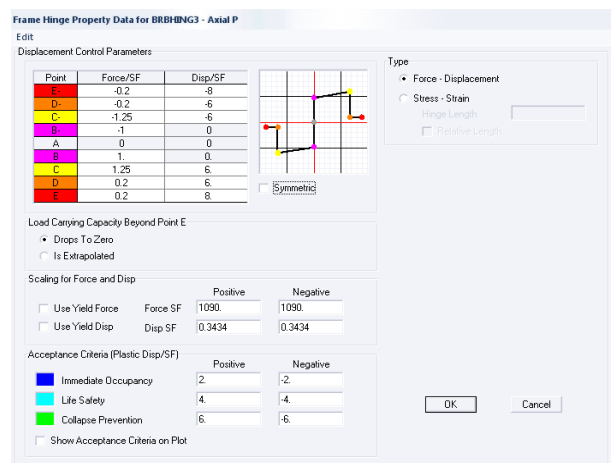 Frame Hinge Property Data for BRBHING3 - Axial P
Edit
Displacement Control Parameters
Point Force/SF Disp/SF
E- -0.2 -8
D- -0.2 -6
C- -1.25 -6
B- -1 0
A 0 0
B 1. 0.
C 1.25 6.
D 0.2 6.
E 0.2 8.
Symmetric
Type
Force - Displacement
Stress - Strain
Hinge Length
Relative Length
Load Carrying Capacity Beyond Point E
Drops To Zero
Is Extrapolated
Scaling for Force and Disp
Positive Negative
Use Yield Force Force SF 1090. 1090.
Use Yield Disp Disp SF 0.3434 0.3434
Acceptance Criteria (Plastic Disp/SF)
Positive Negative
Immediate Occupancy 2. -2.
Life Safety 4. -4.
Collapse Prevention 6. -6.
Show Acceptance Criteria on Plot
OK Cancel